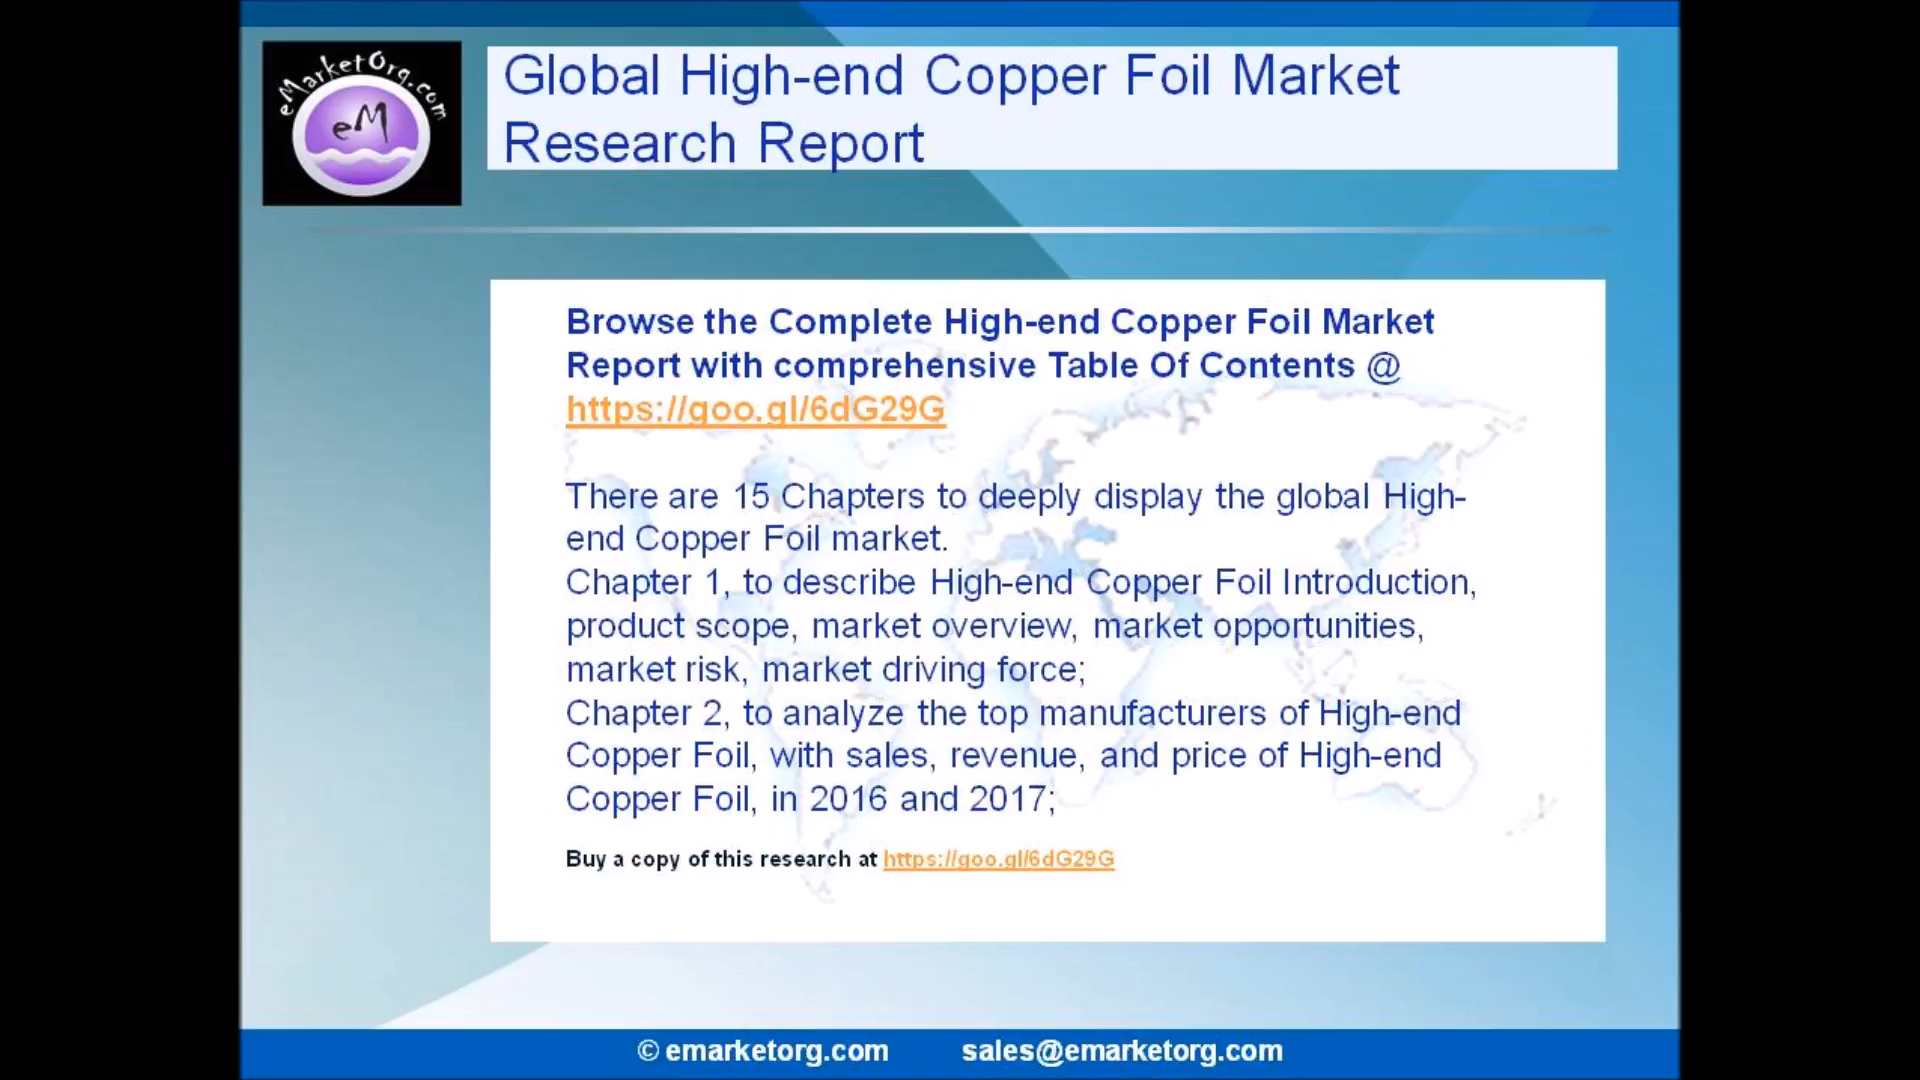 eMarketOrg.com
eM
Global High-end Copper Foil Market
Research Report
Browse the Complete High-end Copper Foil Market
Report with comprehensive Table Of Contents @
https://goo.gl/6dG29G
There are 15 Chapters to deeply display the global High-
end Copper Foil market.
Chapter 1, to describe High-end Copper Foil Introduction,
product scope, market overview, market opportunities,
market risk, market driving force;
Chapter 2, to analyze the top manufacturers of High-end
Copper Foil, with sales, revenue, and price of High-end
Copper Foil, in 2016 and 2017;
Buy a copy of this research at https://goo.gl/6dG29G
© emarketorg.com sales@emarketorg.com